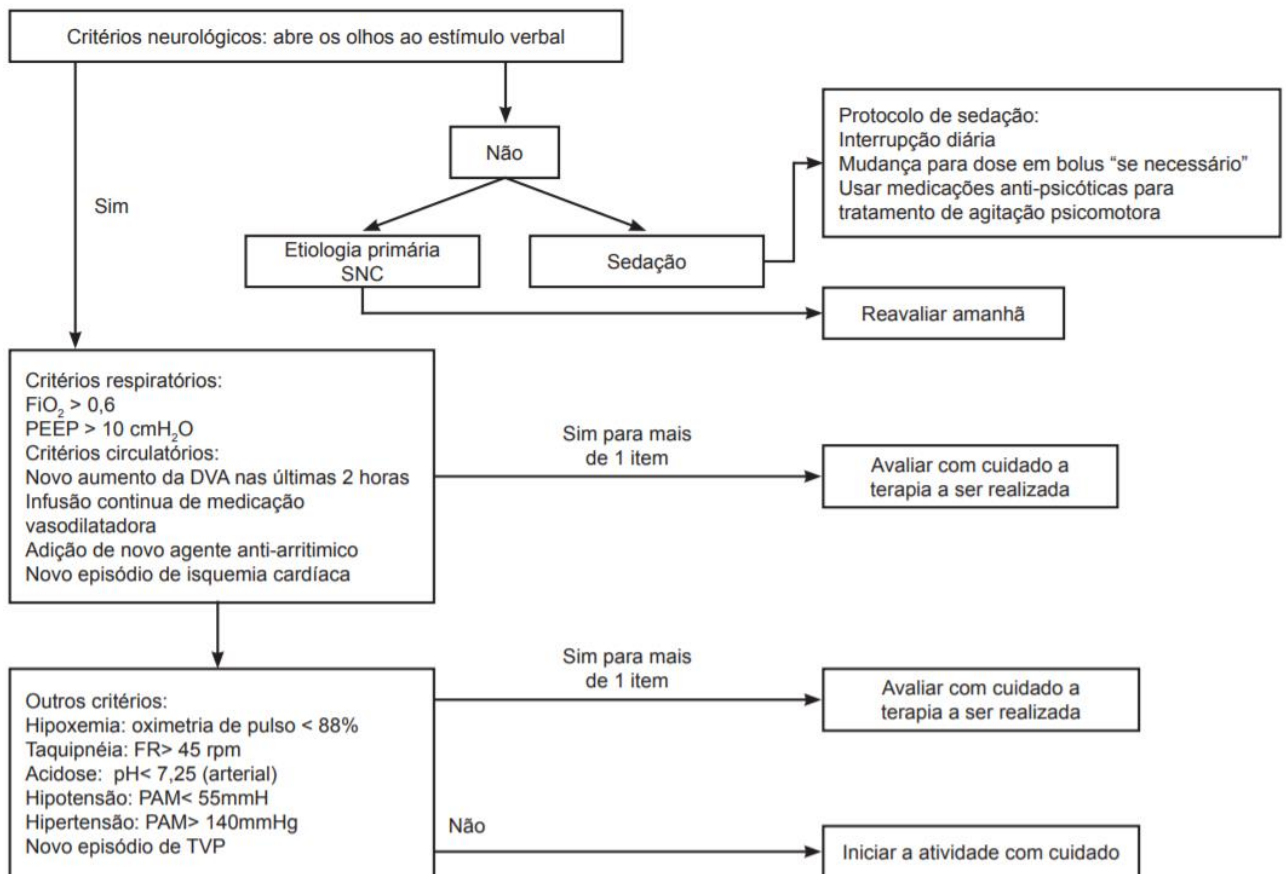 Critérios neurológicos: abre os olhos ao estímulo verbal
Não
Sim
Protocolo de sedação:
Interrupção diária
Mudança para dose em bolus “se necessário”
Usar medicações anti-psicóticas para
tratamento de agitação psicomotora
Etiologia primária
SNC
Sedação
Reavaliar amanhã
Critérios respiratórios:
FiO₂ > 0,6
PEEP > 10 cmH₂O
Critérios circulatórios:
Novo aumento da DVA nas últimas 2 horas
Infusão continua de medicação
vasodilatadora
Adição de novo agente anti-arritimico
Novo episódio de isquemia cardíaca
Sim para mais
de 1 item
Avaliar com cuidado a
terapia a ser realizada
Outros critérios:
Hipoxemia: oximetria de pulso < 88%
Taquipnéia: FR> 45 rpm
Acidose: pH< 7,25 (arterial)
Hipotensão: PAM< 55mmH
Hipertensão: PAM> 140mmHg
Novo episódio de TVP
Sim para mais
de 1 item
Avaliar com cuidado a
terapia a ser realizada
Não
Iniciar a atividade com cuidado